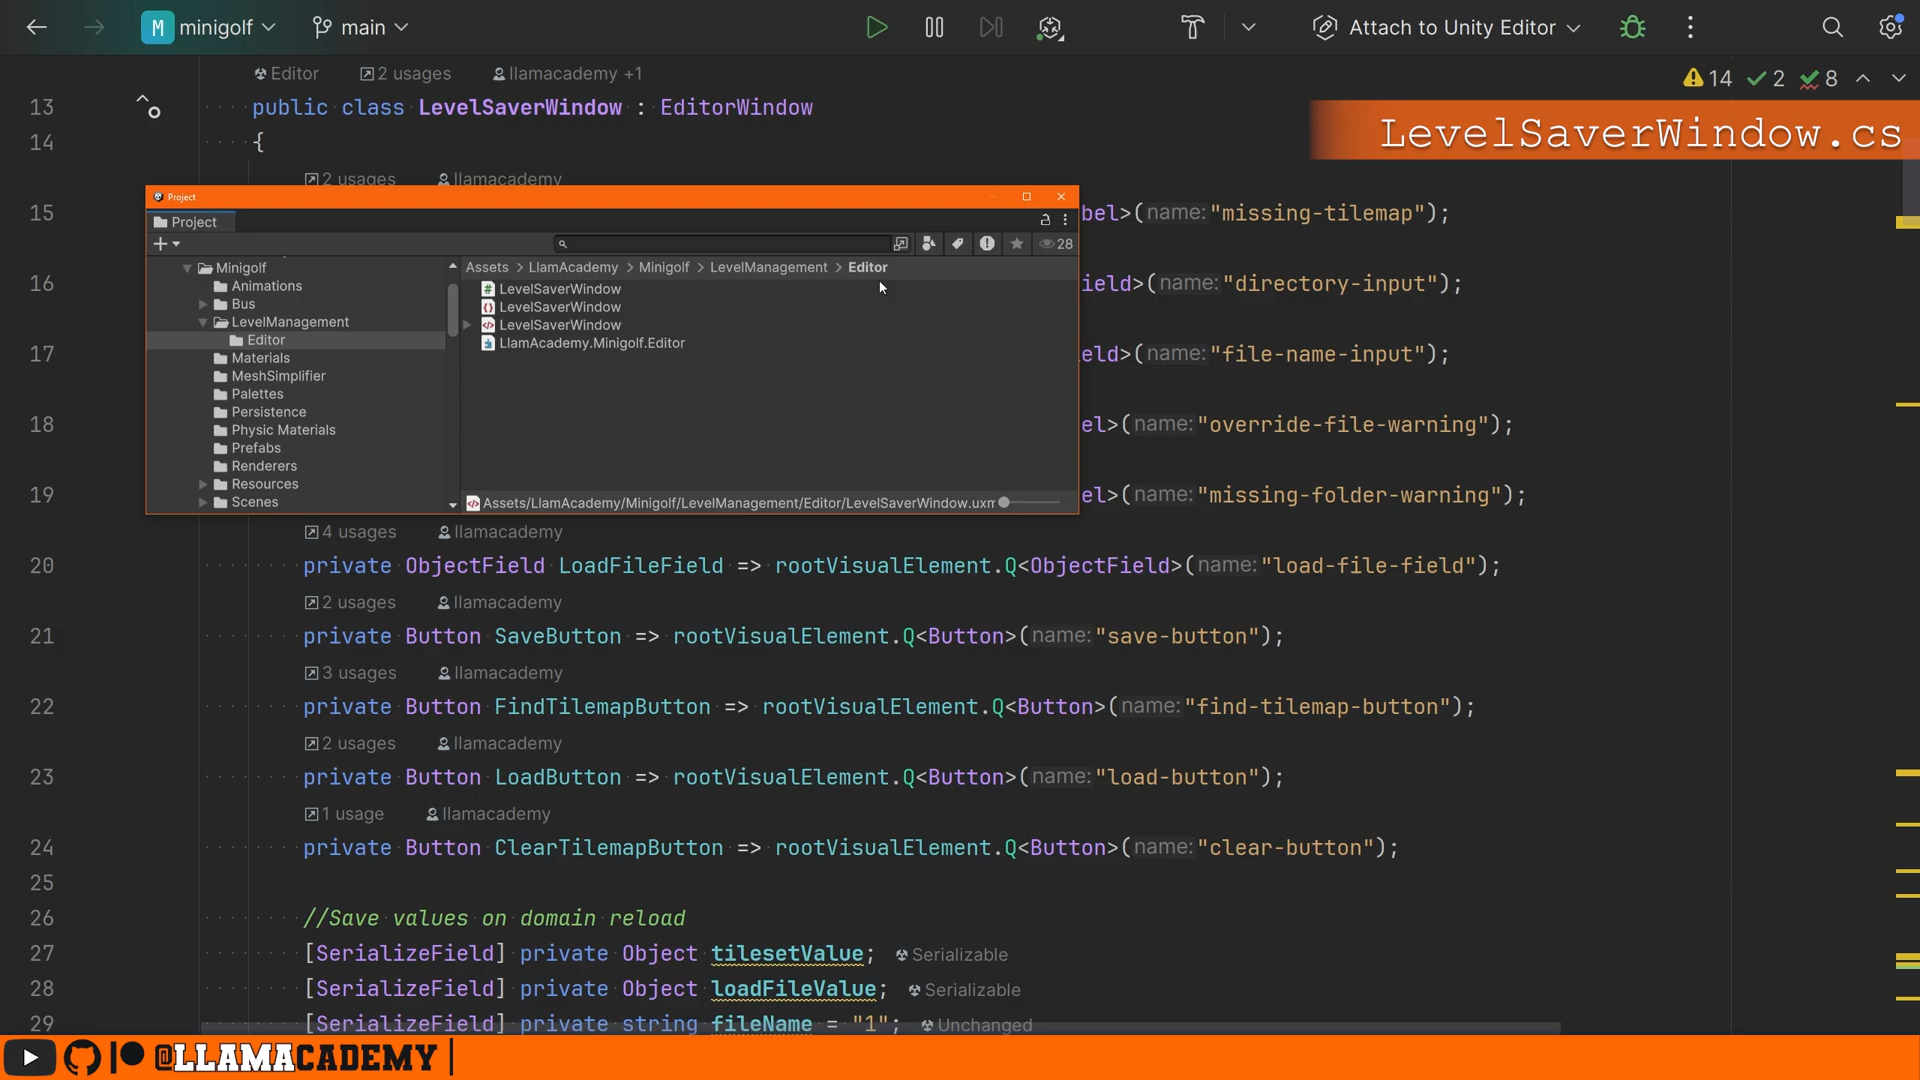 M minigolf main Attach to Unity Editor
Editor 2 usages llamacademy +1
14 2 8
13 public class LevelSaverWindow : EditorWindow
LevelSaverWindow.cs
14 {
2 usages llamacademy
Project
Project
28
Minigolf
Animations
Bus
LevelManagement
Editor
Materials
MeshSimplifier
Palettes
Persistence
Physic Materials
Prefabs
Renderers
Resources
Scenes
Assets > LlamAcademy > Minigolf > LevelManagement > Editor
LevelSaverWindow
LevelSaverWindow
LevelSaverWindow
LlamAcademy.Minigolf.Editor
Assets/LlamAcademy/Minigolf/LevelManagement/Editor/LevelSaverWindow.uxm
15 bel>(name:"missing-tilemap");
16 ield>(name:"directory-input");
17 eld>(name:"file-name-input");
18 el>(name:"override-file-warning");
19 el>(name:"missing-folder-warning");
4 usages llamacademy
20 private ObjectField LoadFileField => rootVisualElement.Q<ObjectField>(name:"load-file-field");
2 usages llamacademy
21 private Button SaveButton => rootVisualElement.Q<Button>(name:"save-button");
3 usages llamacademy
22 private Button FindTilemapButton => rootVisualElement.Q<Button>(name:"find-tilemap-button");
2 usages llamacademy
23 private Button LoadButton => rootVisualElement.Q<Button>(name:"load-button");
1 usage llamacademy
24 private Button ClearTilemapButton => rootVisualElement.Q<Button>(name:"clear-button");
25
26 //Save values on domain reload
27 [SerializeField] private Object tilesetValue; Serializable
28 [SerializeField] private Object loadFileValue; Serializable
29 [SerializeField] private string fileName = "1"; Unchanged
@LLAMACADEMY